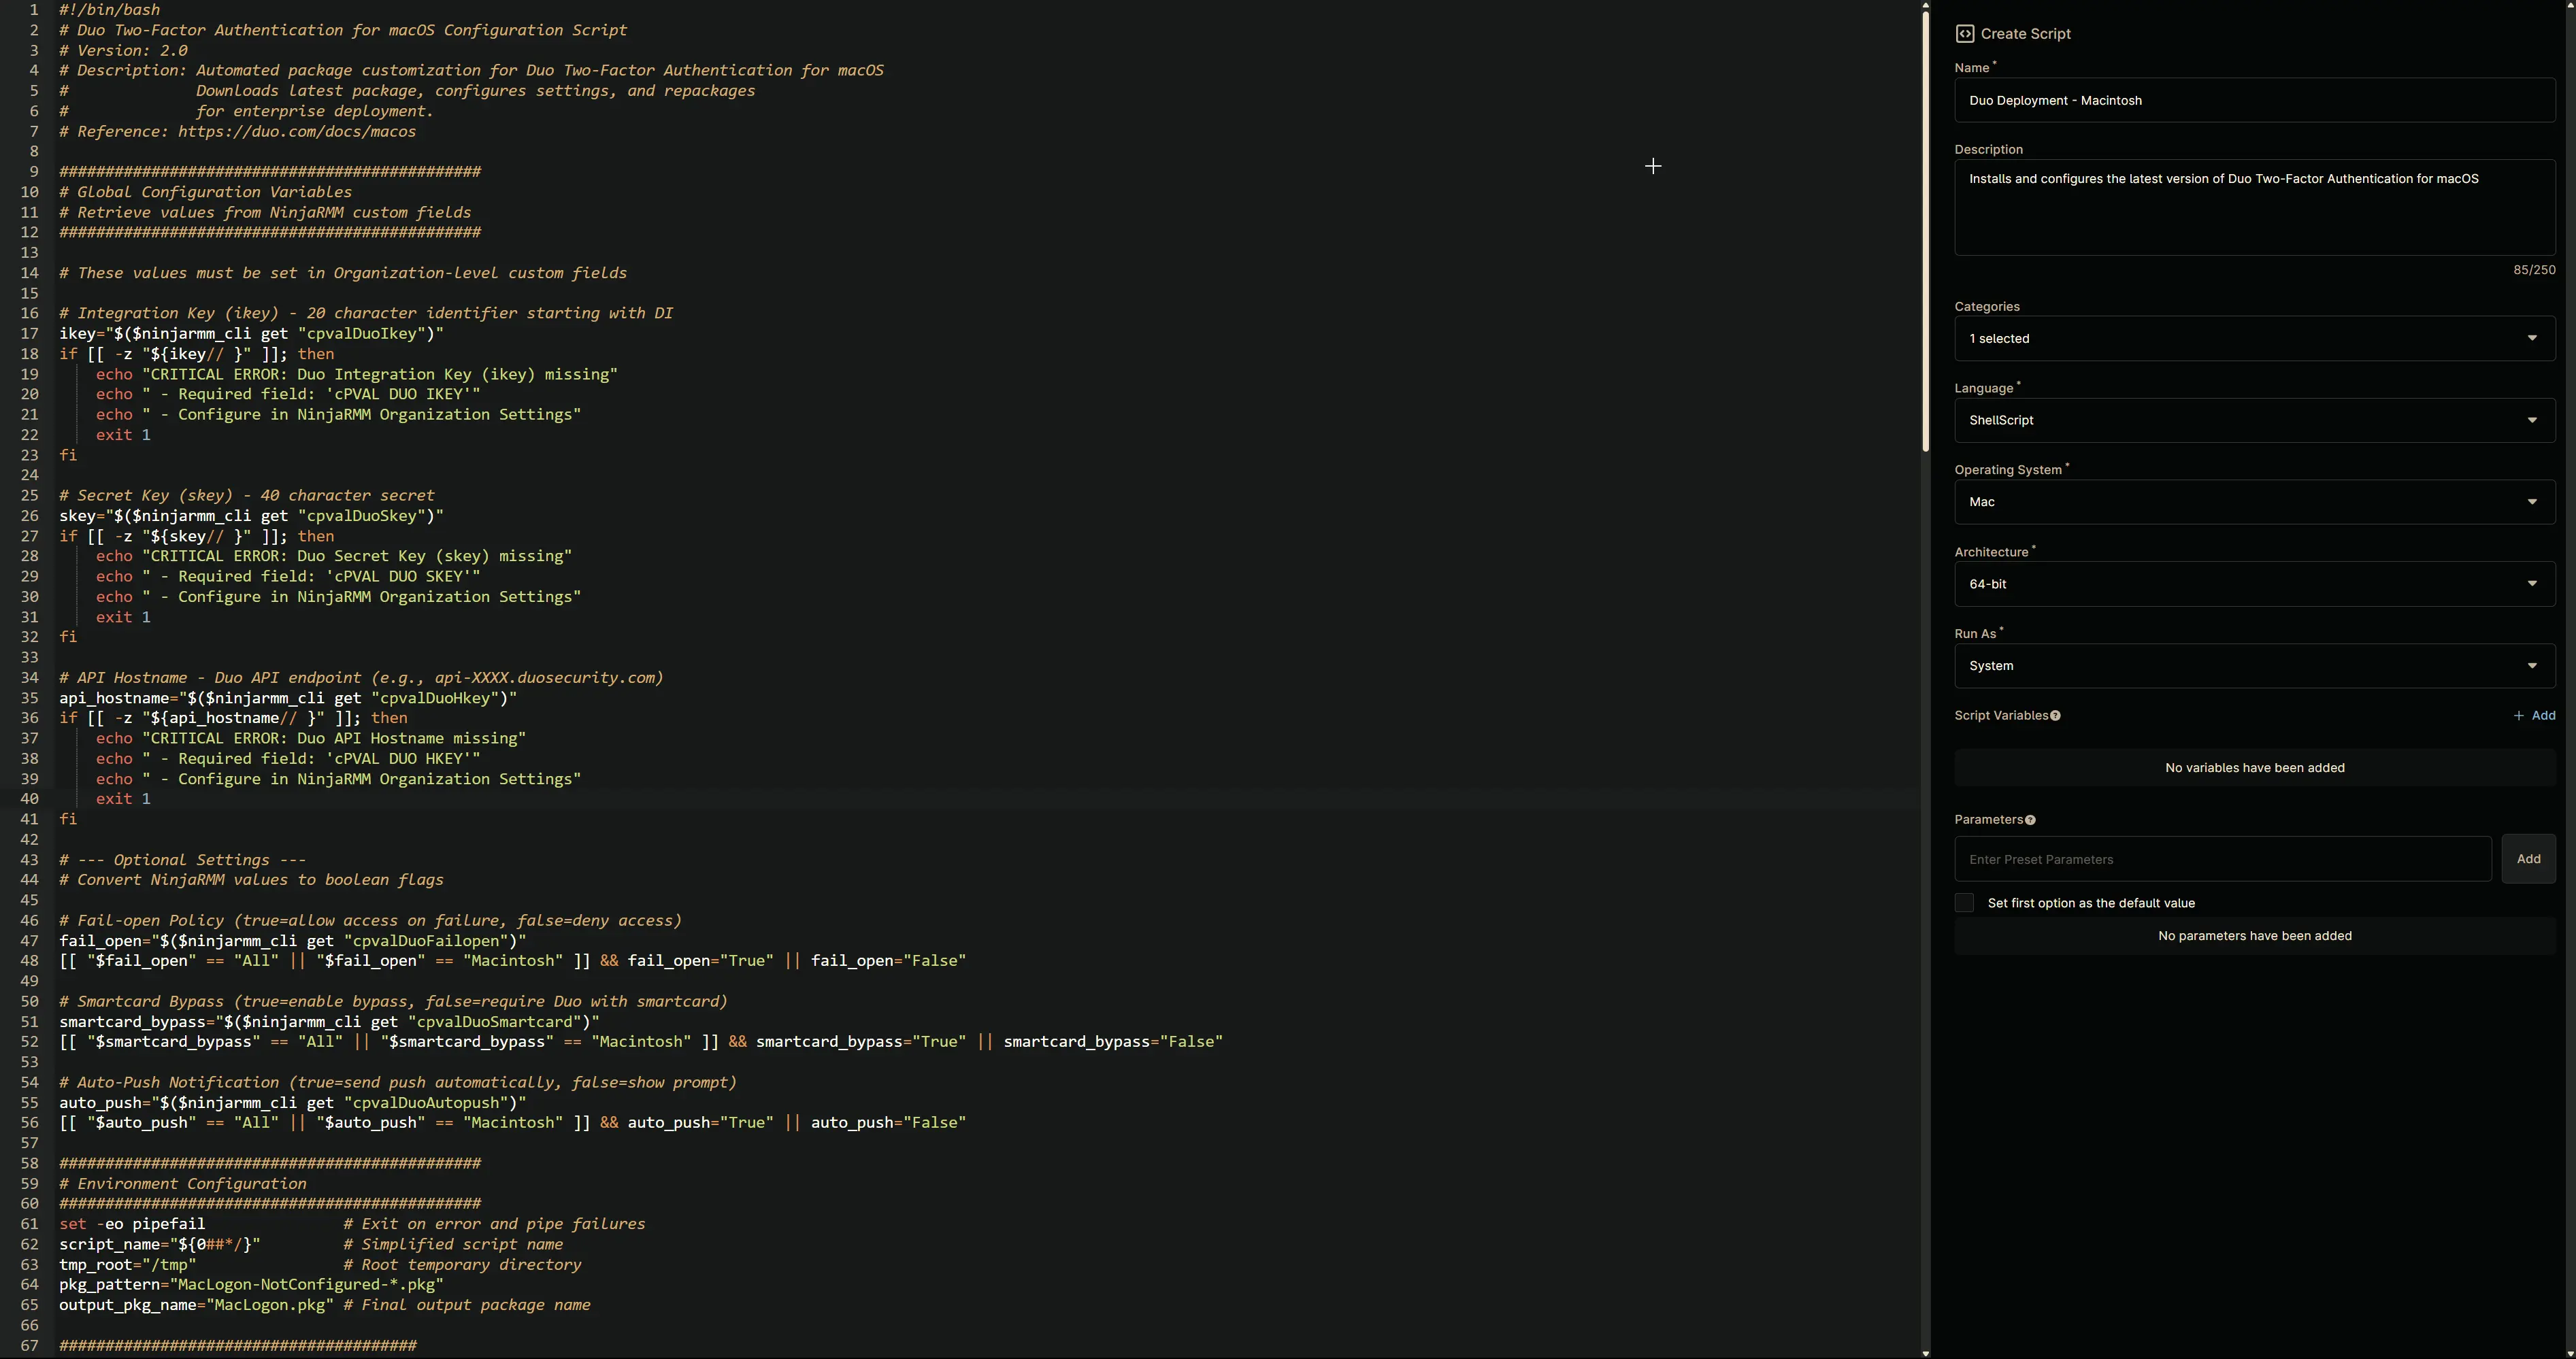 1 #!/bin/bash
2 # Duo Two-Factor Authentication for macOS Configuration Script
3 # Version: 2.0
4 # Description: Automated package customization for Duo Two-Factor Authentication for macOS
5 #              Downloads latest package, configures settings, and repackages
6 #              for enterprise deployment.
7 # Reference: https://duo.com/docs/macos
8
9 ##############################################
10 # Global Configuration Variables
11 # Retrieve values from NinjaRMM custom fields
12 ##############################################
13
14 # These values must be set in Organization-level custom fields
15
16 # Integration Key (ikey) - 20 character identifier starting with DI
17 ikey="$($ninjarmm_cli get "cpvalDuoIkey")"
18 if [[ -z "${ikey// }" ]]; then
19     echo "CRITICAL ERROR: Duo Integration Key (ikey) missing"
20     echo " - Required field: 'cPVAL DUO IKEY'"
21     echo " - Configure in NinjaRMM Organization Settings"
22     exit 1
23 fi
24
25 # Secret Key (skey) - 40 character secret
26 skey="$($ninjarmm_cli get "cpvalDuoSkey")"
27 if [[ -z "${skey// }" ]]; then
28     echo "CRITICAL ERROR: Duo Secret Key (skey) missing"
29     echo " - Required field: 'cPVAL DUO SKEY'"
30     echo " - Configure in NinjaRMM Organization Settings"
31     exit 1
32 fi
33
34 # API Hostname - Duo API endpoint (e.g., api-XXXX.duosecurity.com)
35 api_hostname="$($ninjarmm_cli get "cpvalDuoHkey")"
36 if [[ -z "${api_hostname// }" ]]; then
37     echo "CRITICAL ERROR: Duo API Hostname missing"
38     echo " - Required field: 'cPVAL DUO HKEY'"
39     echo " - Configure in NinjaRMM Organization Settings"
40     exit 1
41 fi
42
43 # --- Optional Settings ---
44 # Convert NinjaRMM values to boolean flags
45
46 # Fail-open Policy (true=allow access on failure, false=deny access)
47 fail_open="$($ninjarmm_cli get "cpvalDuoFailopen")"
48 [[ "$fail_open" == "All" || "$fail_open" == "Macintosh" ]] && fail_open="True" || fail_open="False"
49
50 # Smartcard Bypass (true=enable bypass, false=require Duo with smartcard)
51 smartcard_bypass="$($ninjarmm_cli get "cpvalDuoSmartcard")"
52 [[ "$smartcard_bypass" == "All" || "$smartcard_bypass" == "Macintosh" ]] && smartcard_bypass="True" || smartcard_bypass="False"
53
54 # Auto-Push Notification (true=send push automatically, false=show prompt)
55 auto_push="$($ninjarmm_cli get "cpvalDuoAutopush")"
56 [[ "$auto_push" == "All" || "$auto_push" == "Macintosh" ]] && auto_push="True" || auto_push="False"
57
58 ##############################################
59 # Environment Configuration
60 ##############################################
61 set -eo pipefail               # Exit on error and pipe failures
62 script_name="${0##*/}"         # Simplified script name
63 tmp_root="/tmp"                # Root temporary directory
64 pkg_pattern="MacLogon-NotConfigured-*.pkg"
65 output_pkg_name="MacLogon.pkg" # Final output package name
66
67 #######################################
Create Script
Name *
Duo Deployment - Macintosh
Description
Installs and configures the latest version of Duo Two-Factor Authentication for macOS
85/250
Categories
1 selected
Language *
ShellScript
Operating System *
Mac
Architecture *
64-bit
Run As *
System
Script Variables ? + Add
No variables have been added
Parameters ?
Enter Preset Parameters Add
Set first option as the default value
No parameters have been added